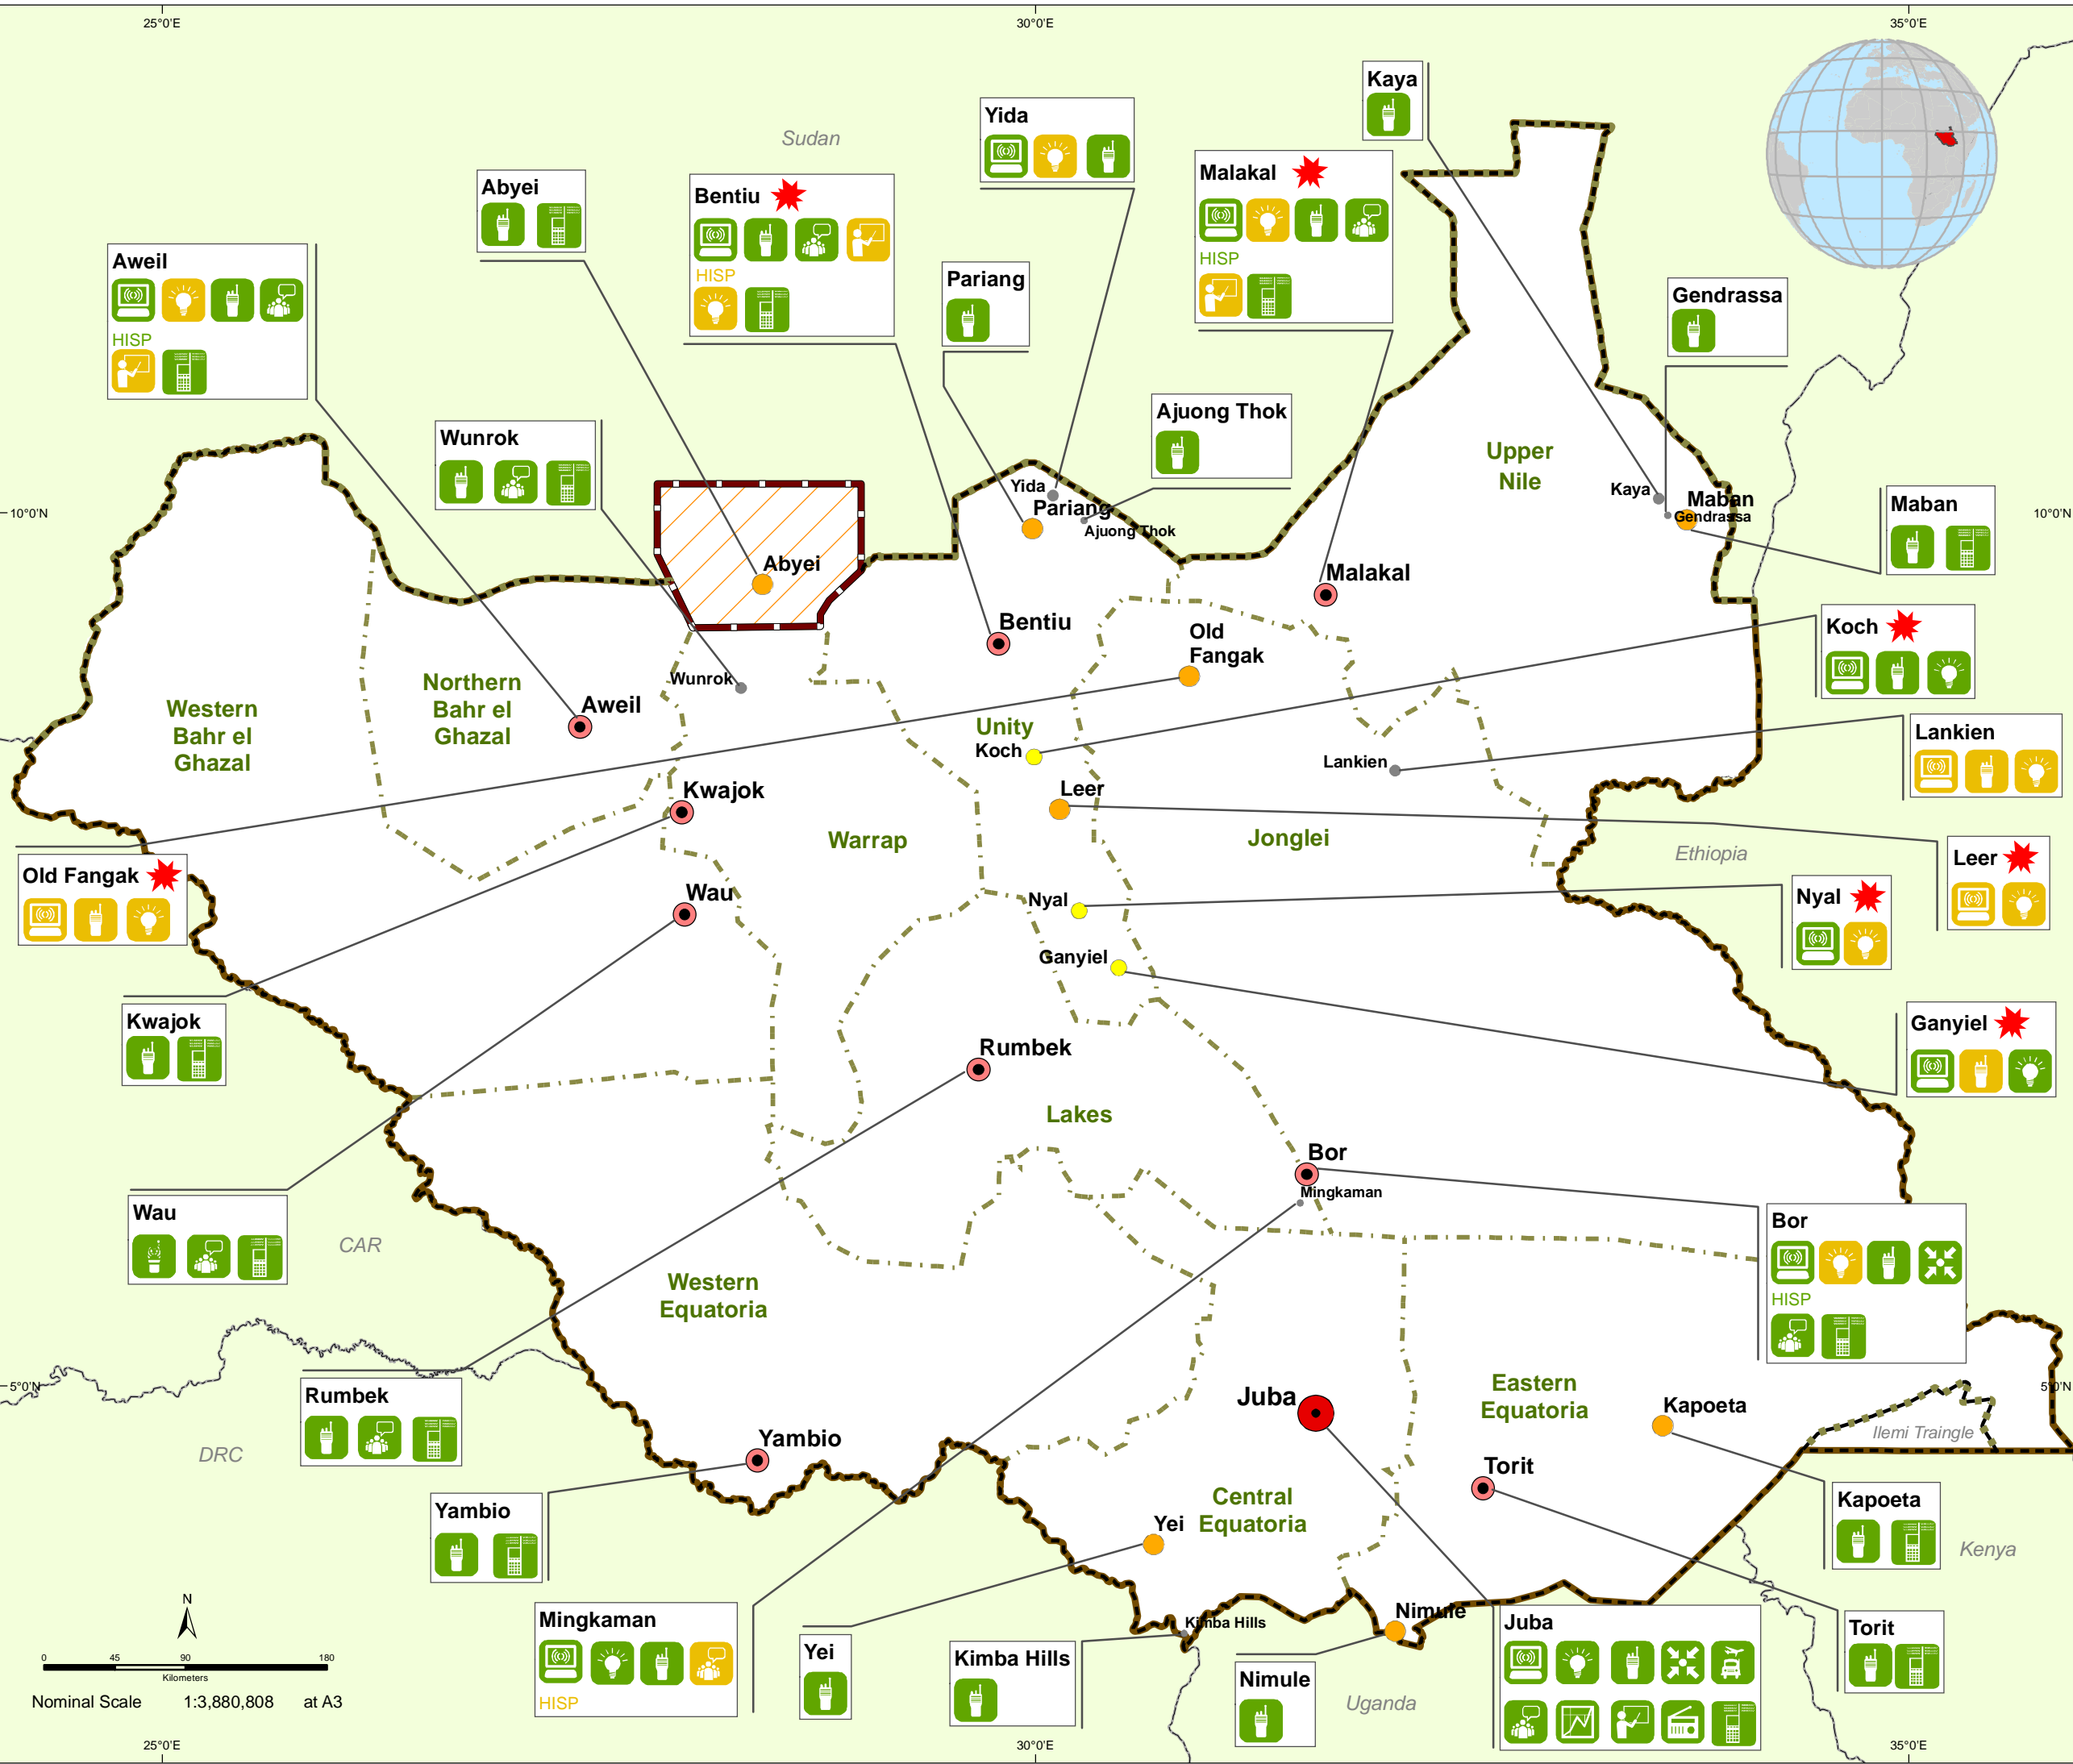 25°0'E
30°0'E
35°0'E
Kaya
Yida
Sudan
Malakal
Abyei
Bentiu
Aweil
HISP
HISP
HISP
Pariang
Gendrassa
Ajuong Thok
Wunrok
Upper
Nile
Yida
Kaya
Maban
Maban
Pariang
Gendrassa
10°0'N
10°0'N
Ajuong Thok
Abyei
Malakal
Bentiu
Old
Fangak
Koch
Wunrok
Northern
Bahr el
Ghazal
Aweil
Western
Bahr el
Ghazal
Unity
Koch
Lankien
Lankien
Kwajok
Leer
Warrap
Jonglei
Ethiopia
Leer
Old Fangak
Wau
Nyal
Nyal
Ganyiel
Kwajok
Ganyiel
Rumbek
Lakes
Bor
Mingkaman
Wau
CAR
Bor
HISP
Western
Equatoria
Juba
Eastern
Equatoria
5°0'N
5°0'N
Rumbek
Kapoeta
Ilemi Traingle
DRC
Yambio
Torit
Yambio
Central
Equatoria
Kapoeta
Yei
Kenya
N
Mingkaman
HISP
Kimba Hills
Nimule
Juba
Torit
Yei
Kimba Hills
Nimule
Uganda
0 45 90 180
Kilometers
Nominal Scale 1:3,880,808 at A3
25°0'E
30°0'E
35°0'E